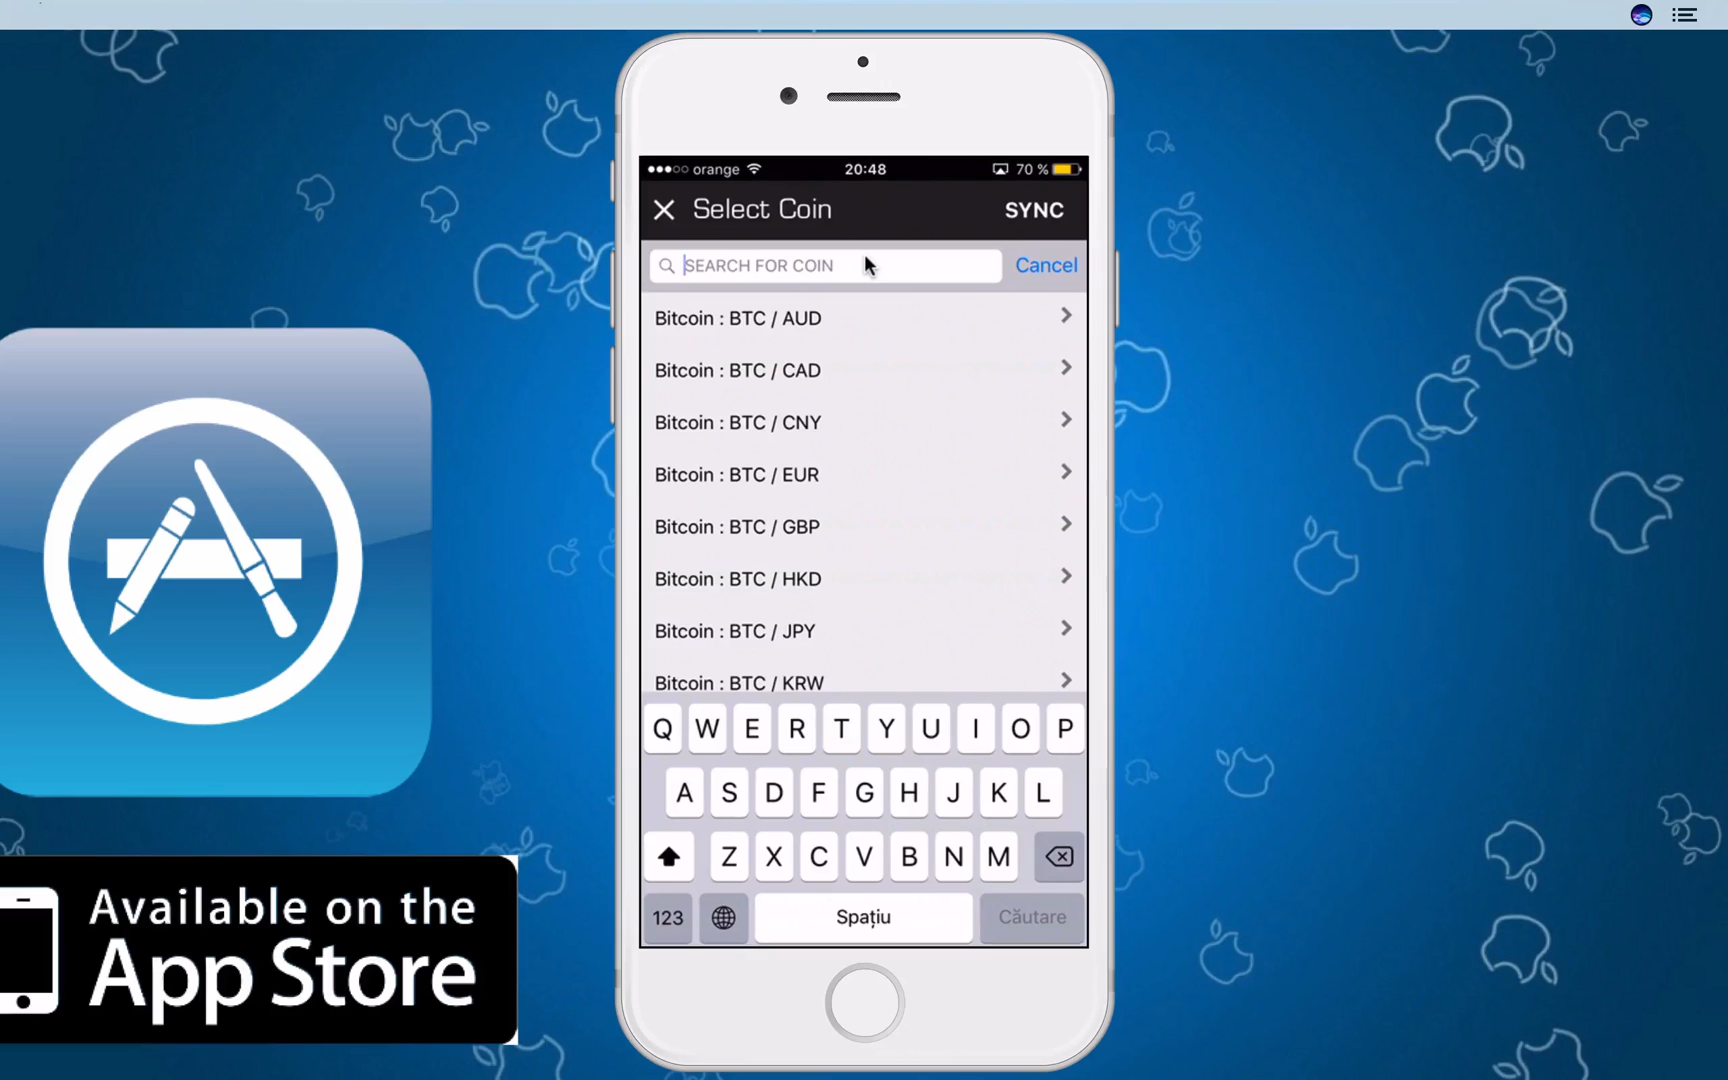 orange 20:48 70 %
Select Coin SYNC
SEARCH FOR COIN Cancel
Bitcoin : BTC / AUD
Bitcoin : BTC / CAD
Bitcoin : BTC / CNY
Bitcoin : BTC / EUR
Bitcoin : BTC / GBP
Bitcoin : BTC / HKD
Bitcoin : BTC / JPY
Bitcoin : BTC / KRW
Q W E R T Y U I O P
A S D F G H J K L
Z X C V B N M
123 Spațiu Căutare
Available on the
App Store